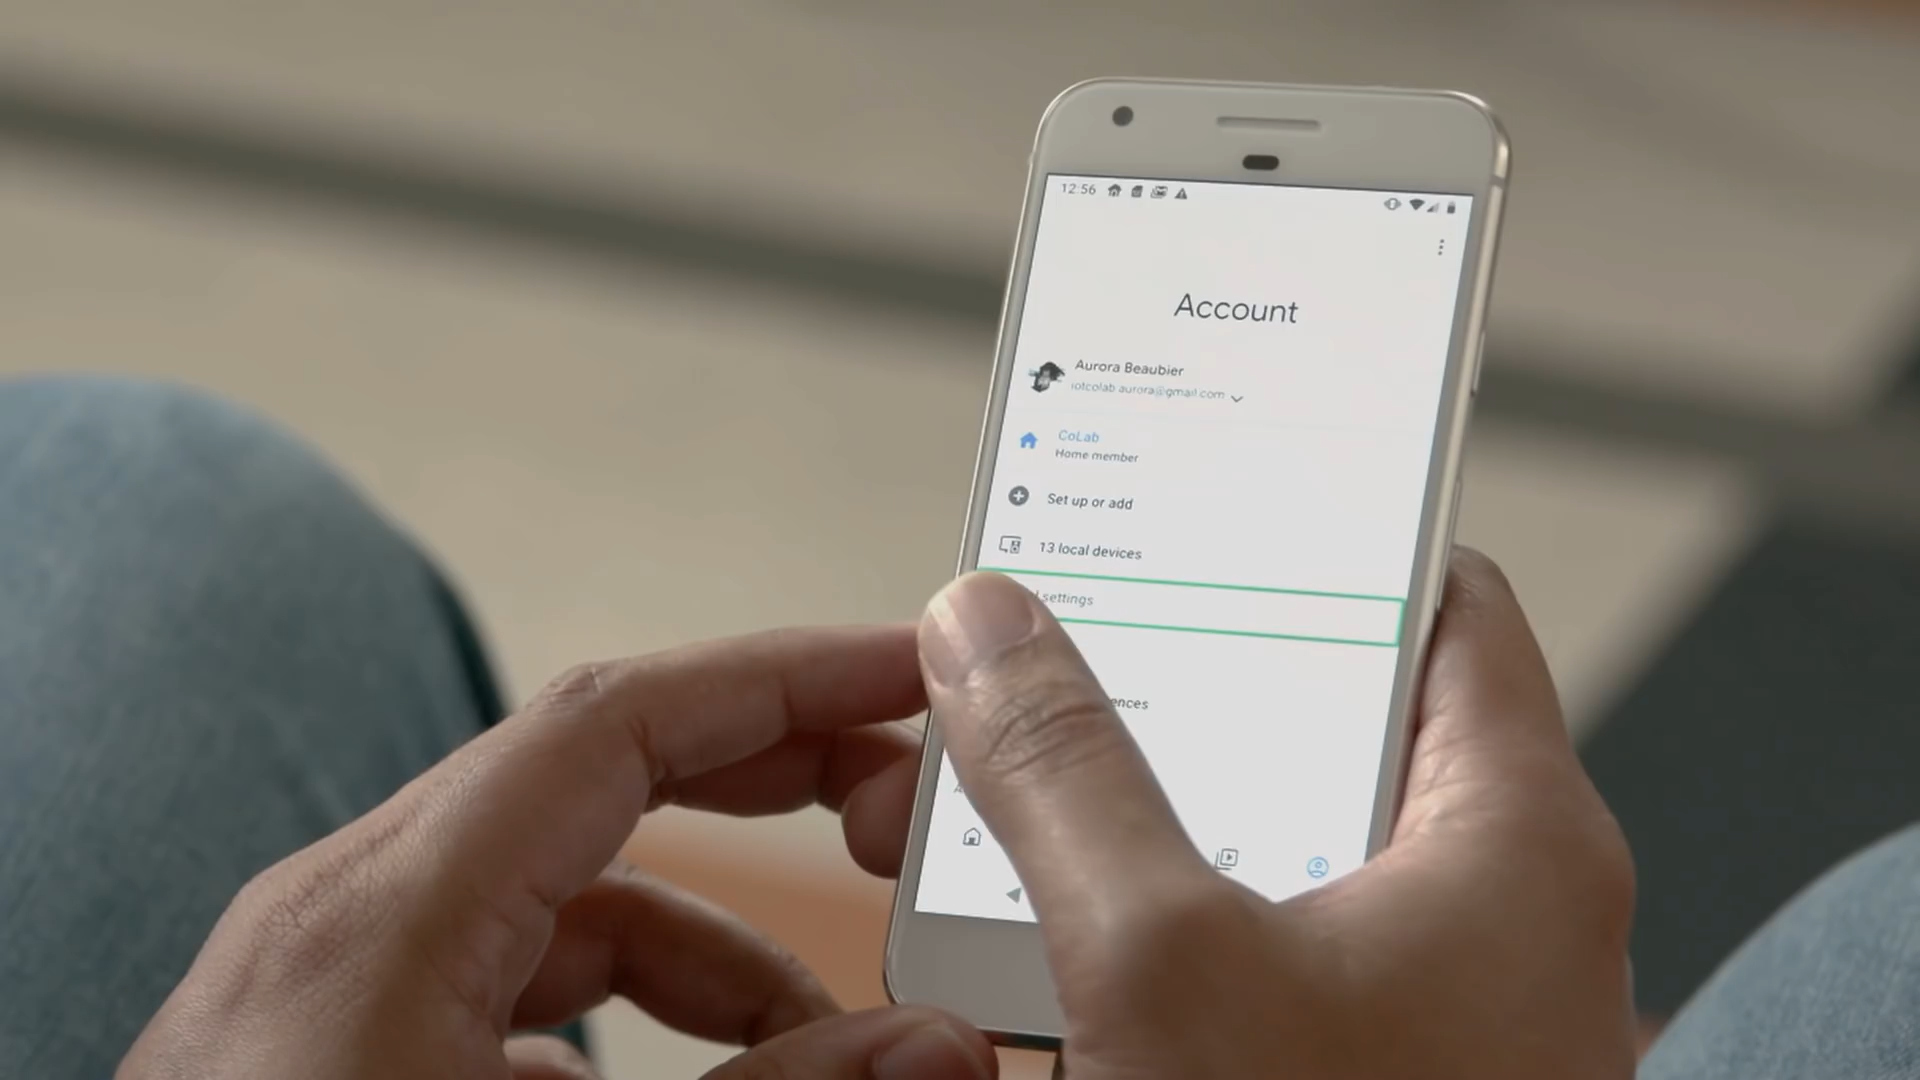 12:56
Account
Aurora Beaubier
iotcolab.aurora@gmail.com
CoLab
Home member
Set up or add
13 local devices
settings